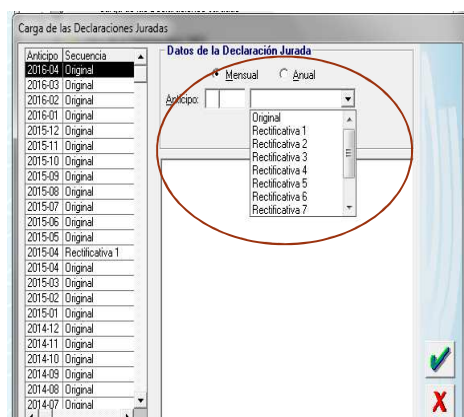 Carga de las Declaraciones Juradas
Anticipo Secuencia
2016-04 Original
2016-03 Original
2016-02 Original
2016-01 Original
2015-12 Original
2015-11 Original
2015-10 Original
2015-09 Original
2015-08 Original
2015-07 Original
2015-06 Original
2015-05 Original
2015-04 Rectificativa 1
2015-04 Original
2015-03 Original
2015-02 Original
2015-01 Original
2014-12 Original
2014-11 Original
2014-10 Original
2014-09 Original
2014-08 Original
2014-07 Original
Datos de la Declaración Jurada
Mensual Anual
Anticipo:
Original
Rectificativa 1
Rectificativa 2
Rectificativa 3
Rectificativa 4
Rectificativa 5
Rectificativa 6
Rectificativa 7